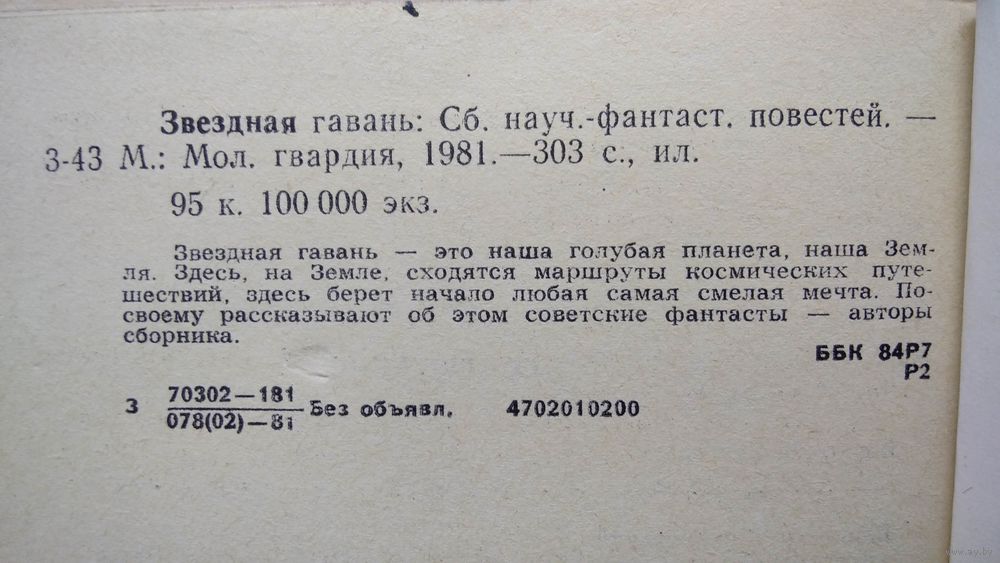 Звездная гавань: Сб. науч.-фантаст. повестей. —
З-43 М.: Мол. гвардия, 1981.—303 с., ил.
95 к. 100 000 экз.
Звездная гавань — это наша голубая планета, наша Зем-
ля. Здесь, на Земле, сходятся маршруты космических путе-
шествий, здесь берет начало любая самая смелая мечта. По-
своему рассказывают об этом советские фантасты — авторы
сборника.
ББК 84Р7
Р2
З 70302—181
078(02)—81 Без объявл. 4702010200
www.ay.by